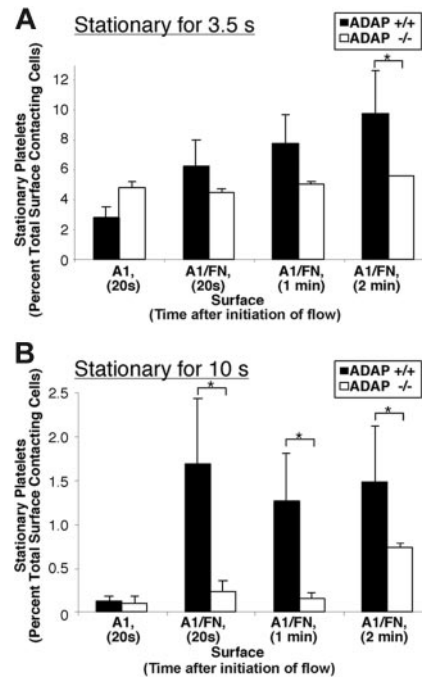 A
Stationary for 3.5 s
ADAP +/+
ADAP -/-
*
Stationary Platelets
(Percent Total Surface Contacting Cells)
12
10
8
6
4
2
0
A1, A1/FN, A1/FN, A1/FN,
(20s) (20s) (1 min) (2 min)
Surface
(Time after initiation of flow)
B
Stationary for 10 s
ADAP +/+
ADAP -/-
* * *
Stationary Platelets
(Percent Total Surface Contacting Cells)
2.5
2.0
1.5
1.0
0.5
0
A1, A1/FN, A1/FN, A1/FN,
(20s) (20s) (1 min) (2 min)
Surface
(Time after initiation of flow)